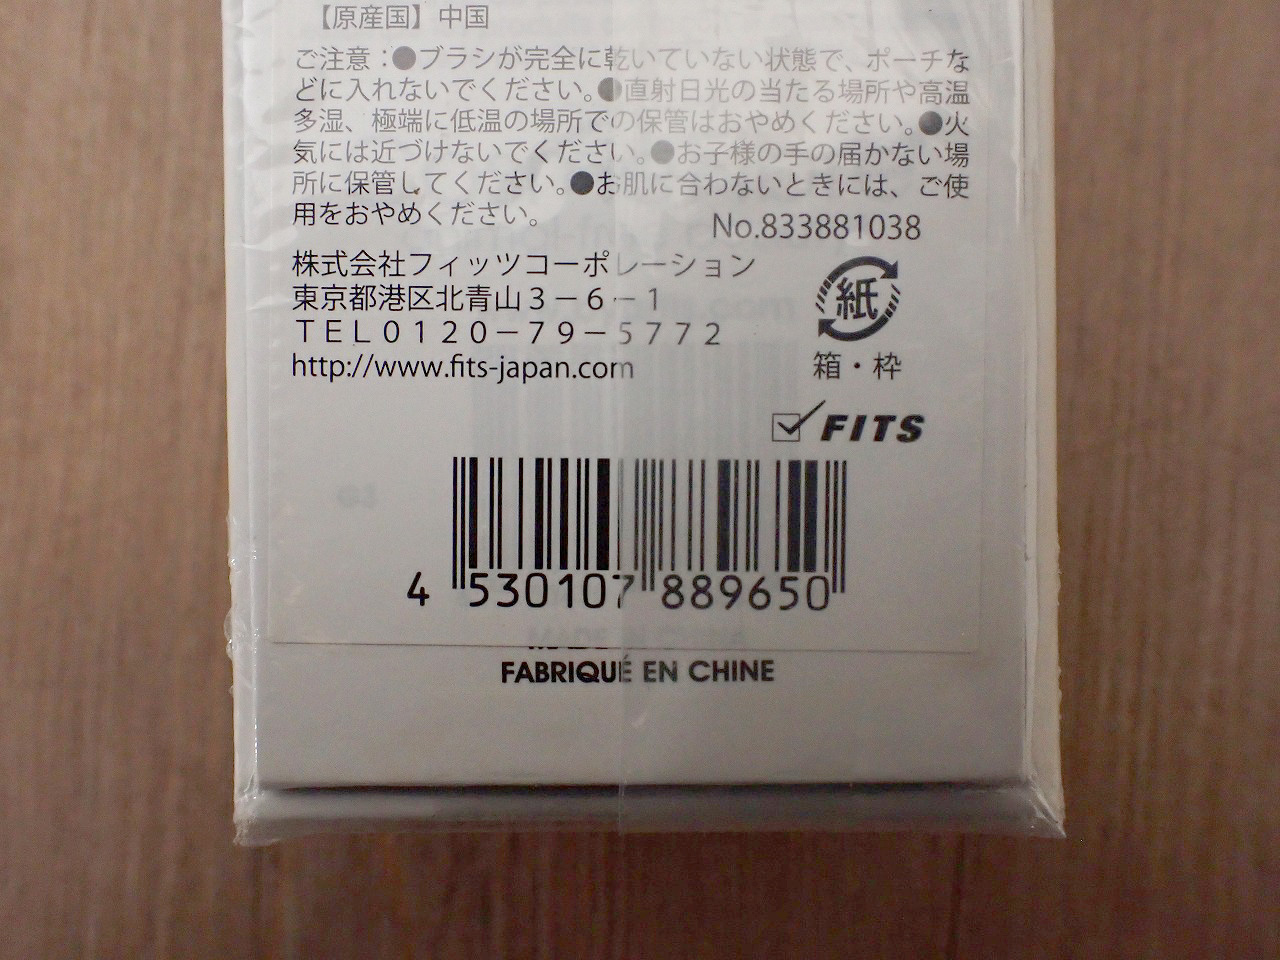 【原産国】中国
ご注意：●ブラシが完全に乾いていない状態で、ポーチな
どに入れないでください。●直射日光の当たる場所や高温
多湿、極端に低温の場所での保管はおやめください。●火
気には近づけないでください。●お子様の手の届かない場
所に保管してください。●お肌に合わないときには、ご使
用をおやめください。
No.833881038
株式会社フィッツコーポレーション
東京都港区北青山３－６－１
ＴＥＬ０１２０－７９－５７７２
http://www.fits-japan.com
紙
箱・枠
FITS
4 530107 889650
FABRIQUÉ EN CHINE